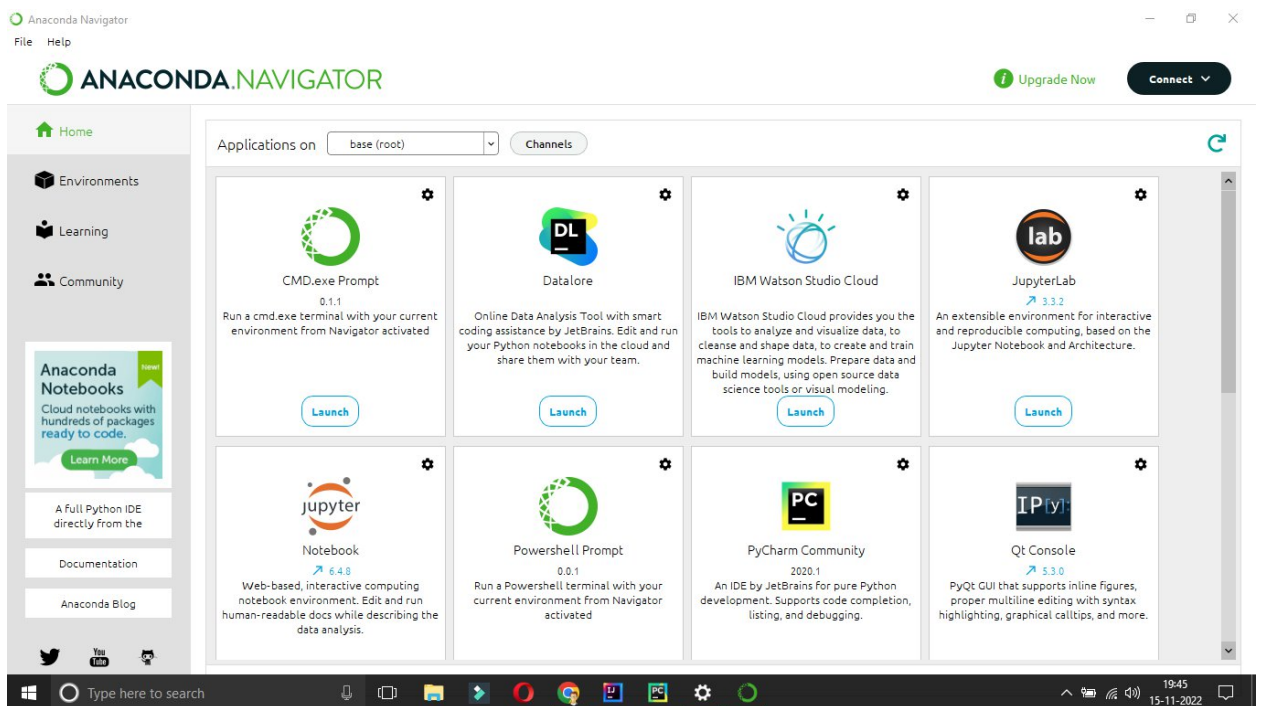 Anaconda Navigator
File Help
ANACONDA.NAVIGATOR
Upgrade Now
Connect
Home
Environments
Learning
Community
Anaconda
Notebooks
New!
Cloud notebooks with
hundreds of packages
ready to code.
Learn More
A full Python IDE
directly from the
Documentation
Anaconda Blog
You
Tube
Applications on
base (root)
Channels
CMD.exe Prompt
0.1.1
Run a cmd.exe terminal with your current
environment from Navigator activated
Launch
DL
Datalore
Online Data Analysis Tool with smart
coding assistance by JetBrains. Edit and run
your Python notebooks in the cloud and
share them with your team.
Launch
IBM Watson Studio Cloud
IBM Watson Studio Cloud provides you the
tools to analyze and visualize data, to
cleanse and shape data, to create and train
machine learning models. Prepare data and
build models, using open source data
science tools or visual modeling.
Launch
lab
JupyterLab
3.3.2
An extensible environment for interactive
and reproducible computing, based on the
Jupyter Notebook and Architecture.
Launch
jupyter
Notebook
6.4.8
Web-based, interactive computing
notebook environment. Edit and run
human-readable docs while describing the
data analysis.
Powershell Prompt
0.0.1
Run a Powershell terminal with your
current environment from Navigator
activated
PC
PyCharm Community
2020.1
An IDE by JetBrains for pure Python
development. Supports code completion,
listing, and debugging.
IP[y]:
Qt Console
5.3.0
PyQt GUI that supports inline figures,
proper multiline editing with syntax
highlighting, graphical calltips, and more.
Type here to search
IJ
PC
19:45
15-11-2022